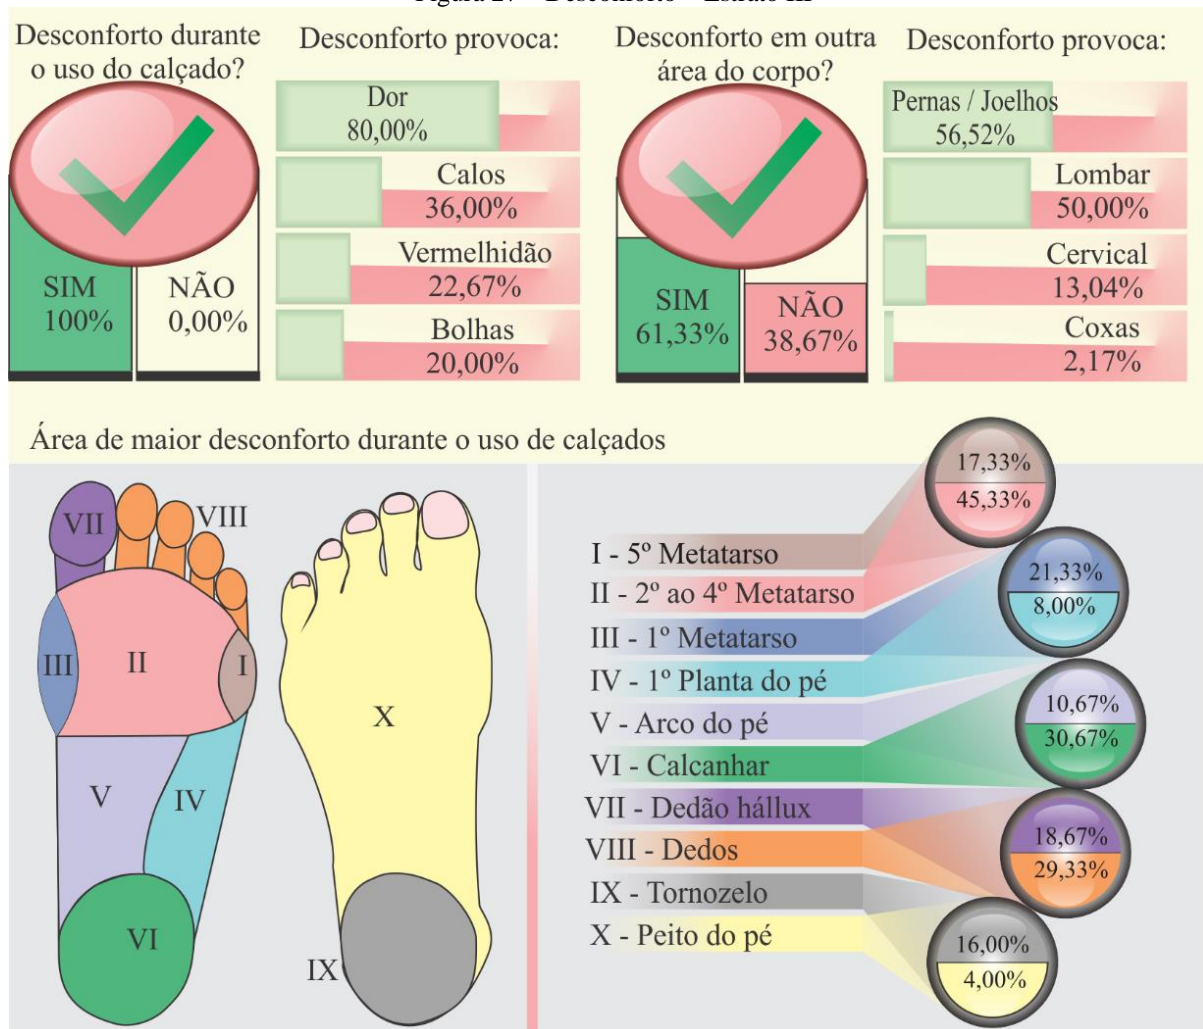 Desconforto durante
o uso do calçado?
SIM
100%
NÃO
0,00%
Desconforto provoca:
Dor
80,00%
Calos
36,00%
Vermelhidão
22,67%
Bolhas
20,00%
Desconforto em outra
área do corpo?
SIM
61,33%
NÃO
38,67%
Desconforto provoca:
Pernas / Joelhos
56,52%
Lombar
50,00%
Cervical
13,04%
Coxas
2,17%
Área de maior desconforto durante o uso de calçados
VII
VIII
III
II
I
V
IV
VI
X
IX
I - 5º Metatarso
II - 2º ao 4º Metatarso
III - 1º Metatarso
IV - 1º Planta do pé
V - Arco do pé
VI - Calcanhar
VII - Dedão hállux
VIII - Dedos
IX - Tornozelo
X - Peito do pé
17,33%
45,33%
21,33%
8,00%
10,67%
30,67%
18,67%
29,33%
16,00%
4,00%